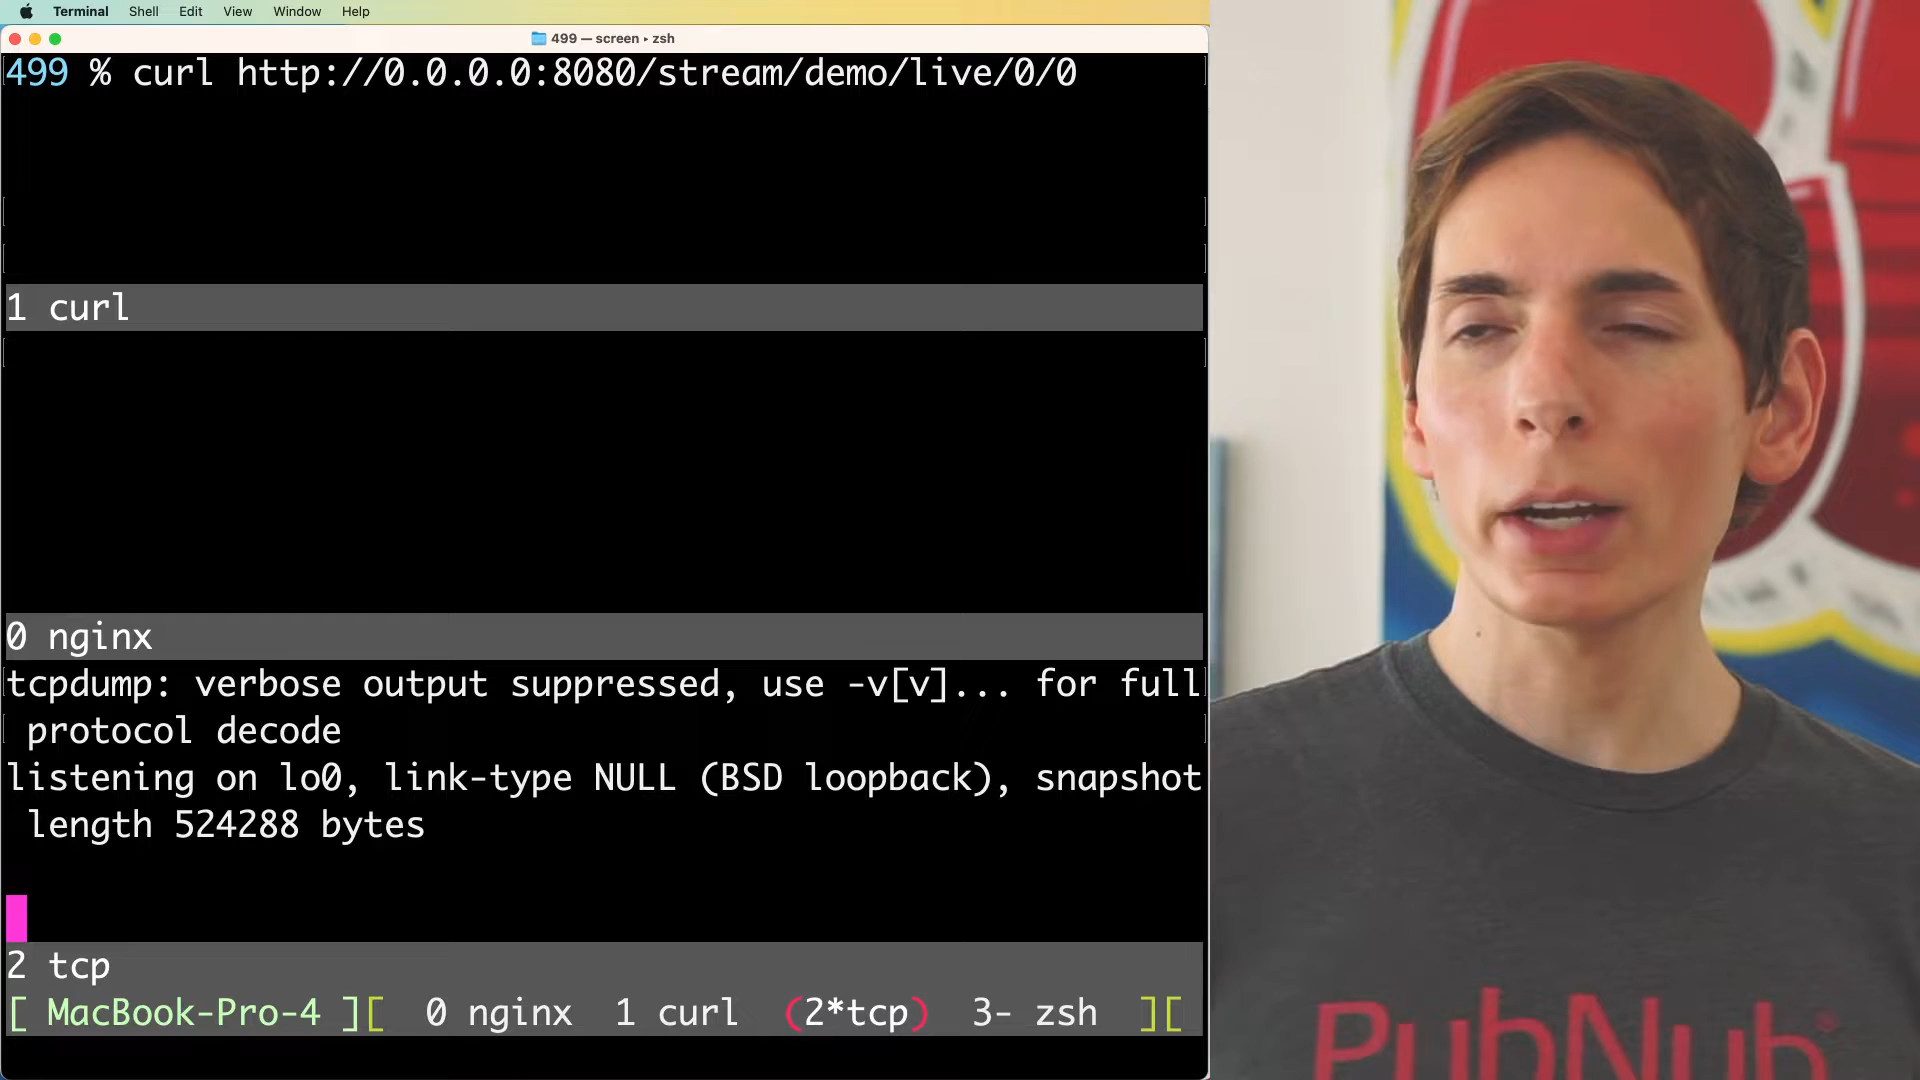 Terminal Shell Edit View Window Help
499 — screen ▸ zsh
499 % curl http://0.0.0.0:8080/stream/demo/live/0/0
1 curl
0 nginx
tcpdump: verbose output suppressed, use -v[v]... for full
protocol decode
listening on lo0, link-type NULL (BSD loopback), snapshot
length 524288 bytes
2 tcp
[ MacBook-Pro-4 ][ 0 nginx 1 curl (2*tcp) 3- zsh ][
PubNub®